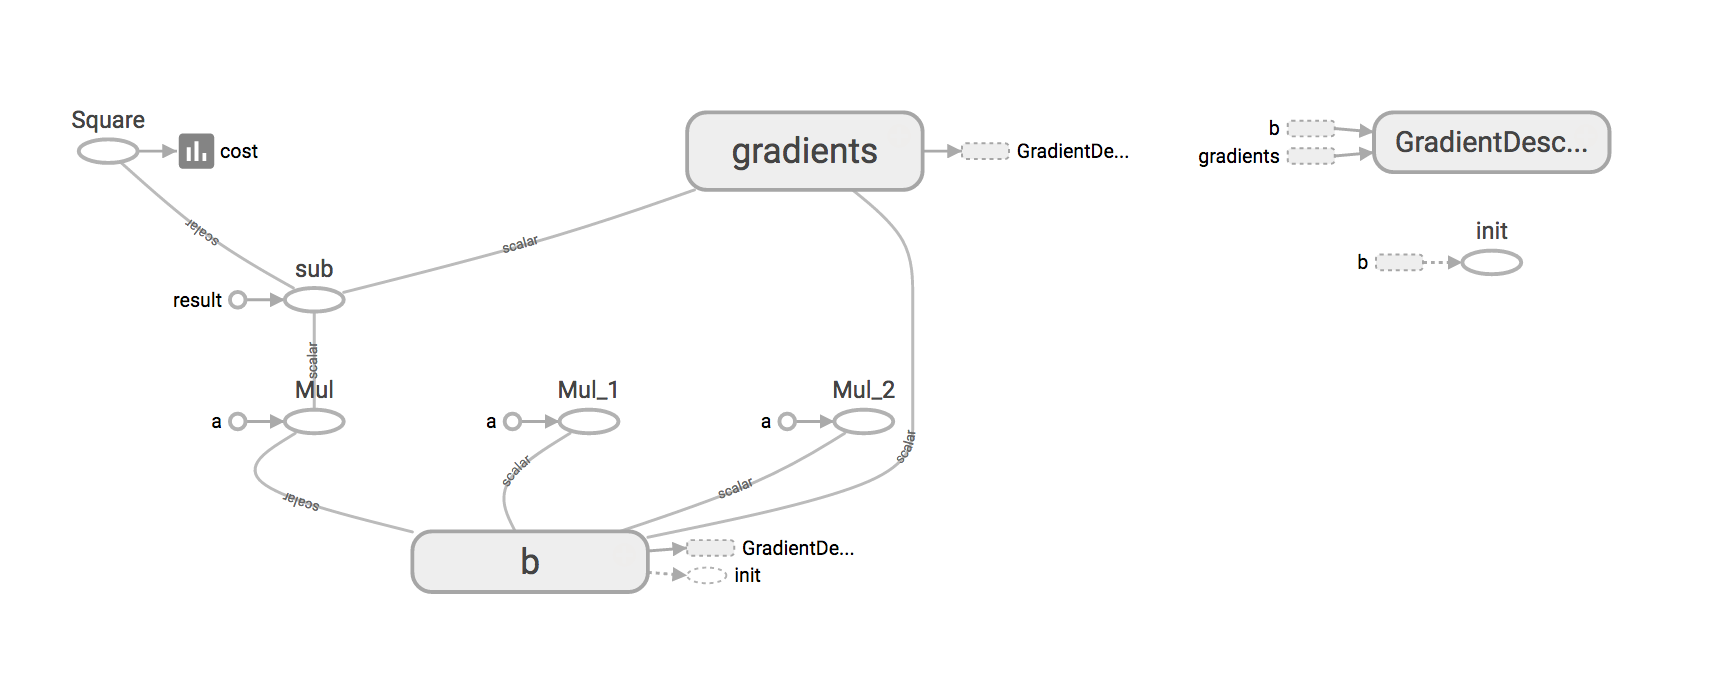 Square
cost
gradients
GradientDe...
b
gradients
GradientDesc...
scalar
scalar
init
b
sub
result
scalar
Mul
a
Mul_1
a
Mul_2
a
scalar
scalar
scalar
scalar
b
GradientDe...
init